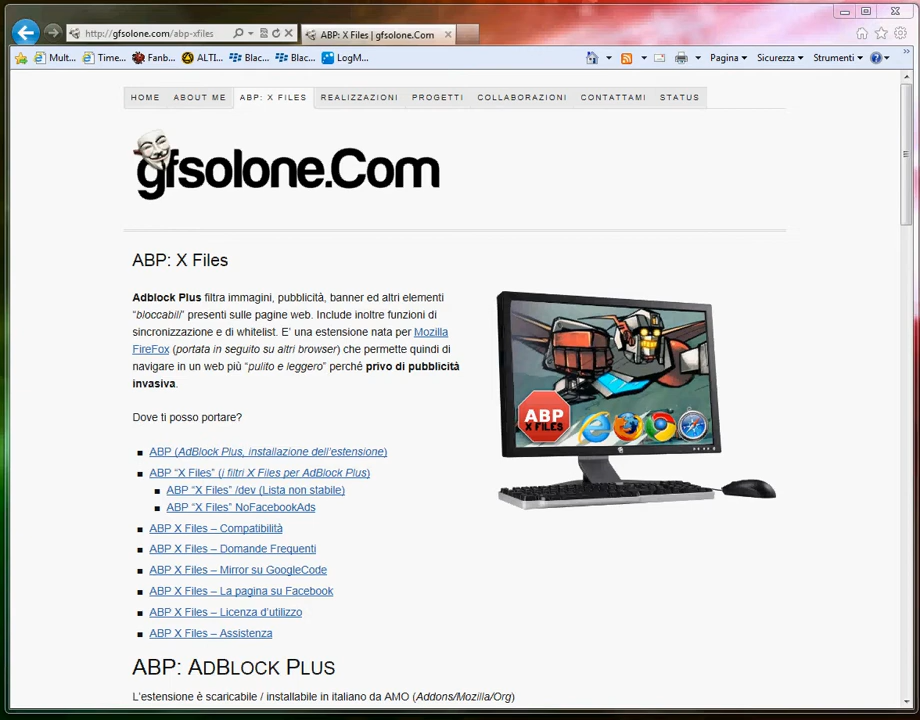 http://gfsolone.com/abp-xfiles
ABP: X Files | gfsolone.Com
Mult...
Time...
Fanb...
ALTI...
Blac...
Blac...
LogM...
Pagina
Sicurezza
Strumenti
HOME
ABOUT ME
ABP: X FILES
REALIZZAZIONI
PROGETTI
COLLABORAZIONI
CONTATTAMI
STATUS
gfsolone.Com
ABP: X Files
Adblock Plus filtra immagini, pubblicità, banner ed altri elementi
“bloccabili” presenti sulle pagine web. Include inoltre funzioni di
sincronizzazione e di whitelist. E’ una estensione nata per Mozilla
FireFox (portata in seguito su altri browser) che permette quindi di
navigare in un web più “pulito e leggero” perché privo di pubblicità
invasiva.
ABP
X FILES
Dove ti posso portare?
ABP (AdBlock Plus, installazione dell’estensione)
ABP “X Files” (i filtri X Files per AdBlock Plus)
ABP “X Files” /dev (Lista non stabile)
ABP “X Files” NoFacebookAds
ABP X Files – Compatibilità
ABP X Files – Domande Frequenti
ABP X Files – Mirror su GoogleCode
ABP X Files – La pagina su Facebook
ABP X Files – Licenza d’utilizzo
ABP X Files – Assistenza
ABP: ADBLOCK PLUS
L’estensione è scaricabile / installabile in italiano da AMO (Addons/Mozilla/Org)